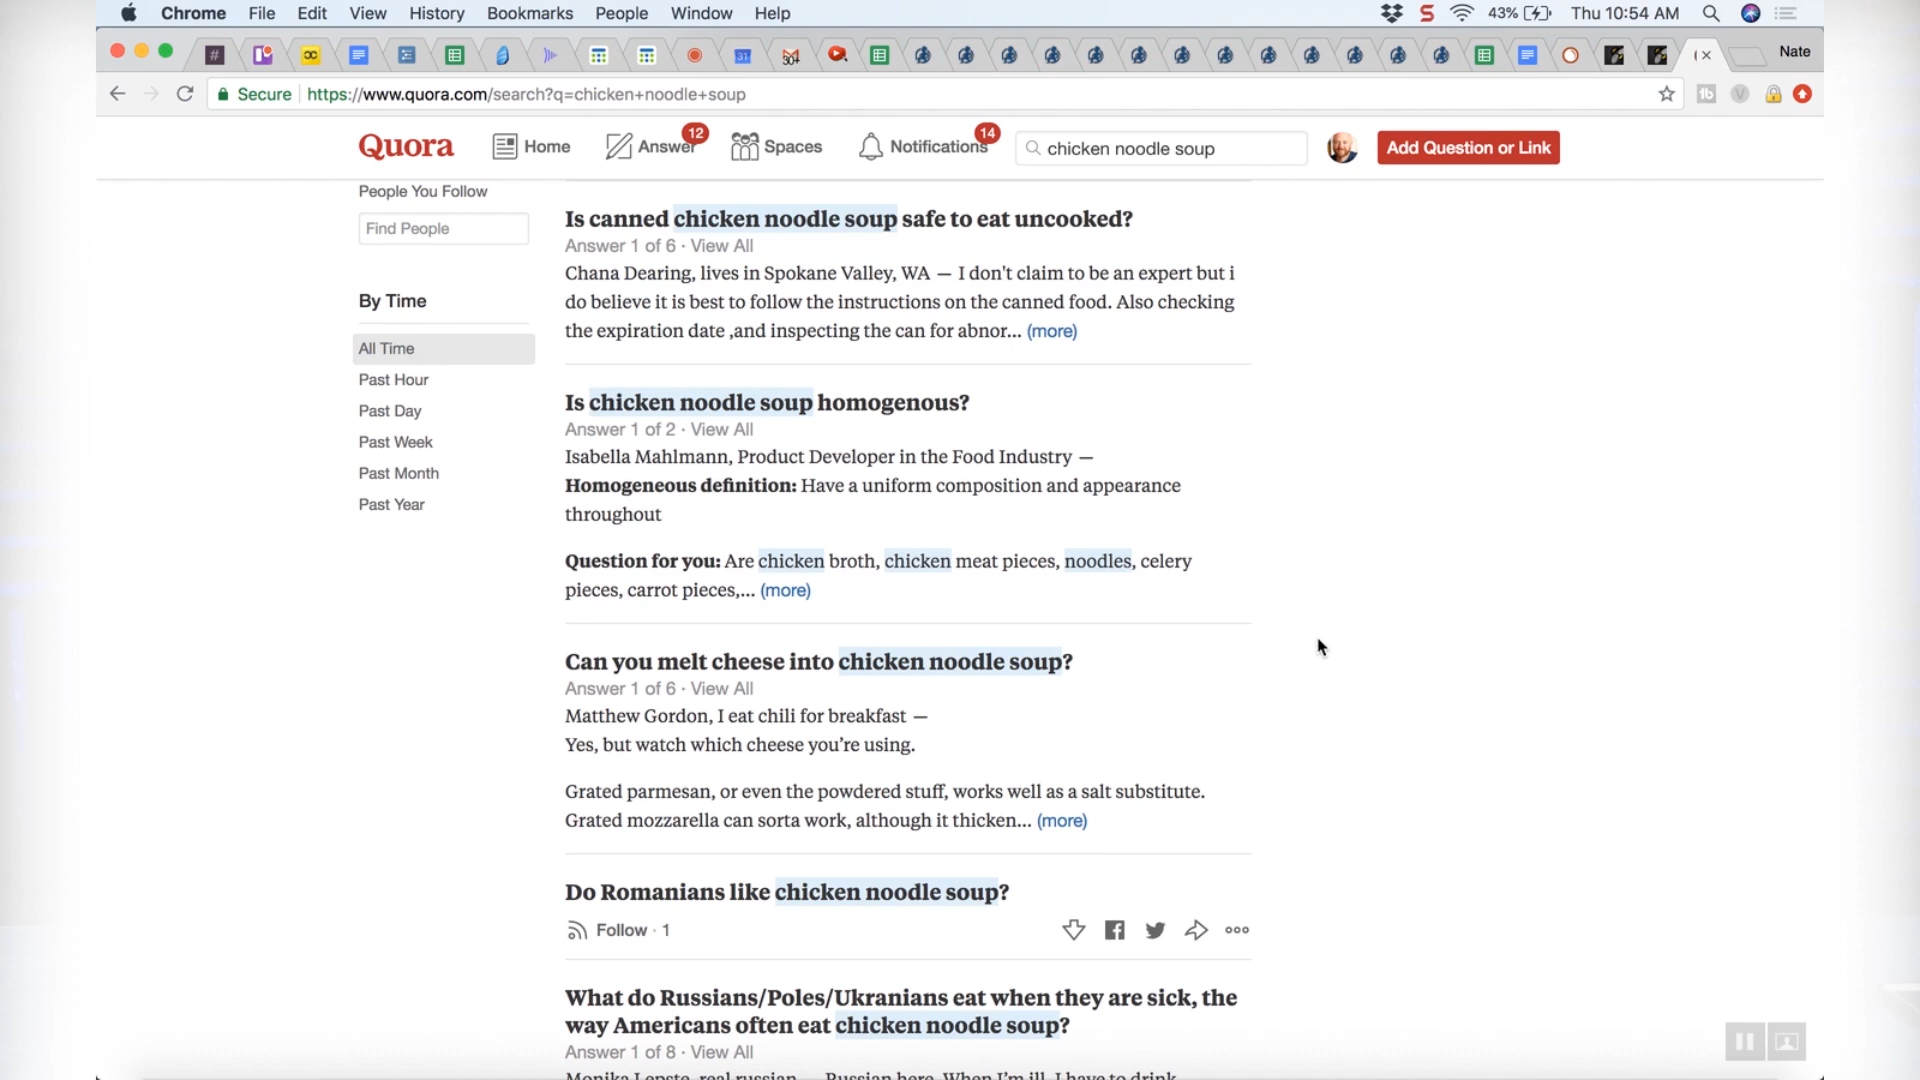 Chrome File Edit View History Bookmarks People Window Help 43% Thu 10:54 AM
Nate
Secure https://www.quora.com/search?q=chicken+noodle+soup
Quora Home Answer 12 Spaces Notifications 14 chicken noodle soup Add Question or Link
People You Follow
Find People
By Time
All Time
Past Hour
Past Day
Past Week
Past Month
Past Year
Is canned chicken noodle soup safe to eat uncooked?
Answer 1 of 6 · View All
Chana Dearing, lives in Spokane Valley, WA — I don't claim to be an expert but i
do believe it is best to follow the instructions on the canned food. Also checking
the expiration date ,and inspecting the can for abnor... (more)
Is chicken noodle soup homogenous?
Answer 1 of 2 · View All
Isabella Mahlmann, Product Developer in the Food Industry —
Homogeneous definition: Have a uniform composition and appearance
throughout
Question for you: Are chicken broth, chicken meat pieces, noodles, celery
pieces, carrot pieces,... (more)
Can you melt cheese into chicken noodle soup?
Answer 1 of 6 · View All
Matthew Gordon, I eat chili for breakfast —
Yes, but watch which cheese you're using.
Grated parmesan, or even the powdered stuff, works well as a salt substitute.
Grated mozzarella can sorta work, although it thicken... (more)
Do Romanians like chicken noodle soup?
Follow · 1
What do Russians/Poles/Ukranians eat when they are sick, the
way Americans often eat chicken noodle soup?
Answer 1 of 8 · View All
Russian here. When I'm ill, I have to drink